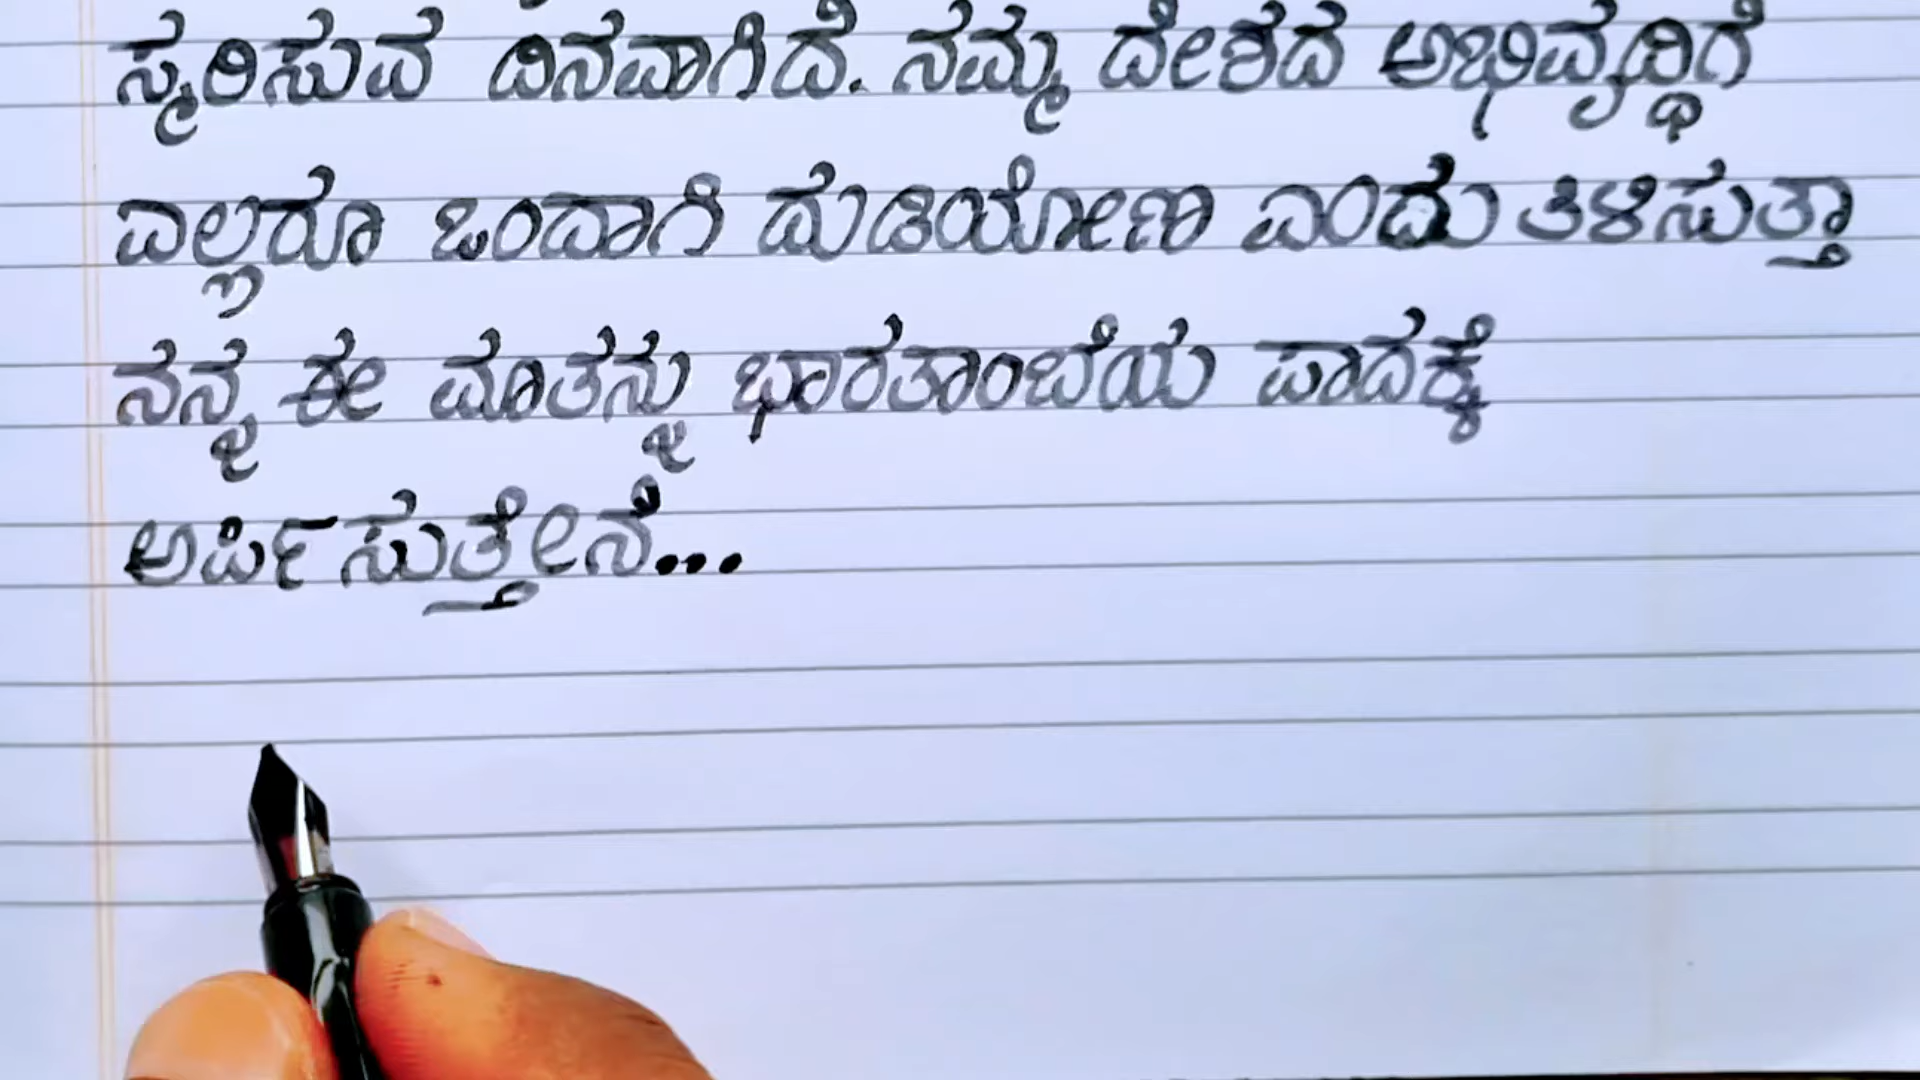 ಸ್ಮರಿಸುವ ದಿನವಾಗಿದೆ. ನಮ್ಮ ದೇಶದ ಅಭಿವೃದ್ಧಿಗೆ
ಎಲ್ಲರೂ ಒಂದಾಗಿ ದುಡಿಯೋಣ ಎಂದು ತಿಳಿಸುತ್ತಾ
ನನ್ನ ಈ ಮಾತನ್ನು ಭಾರತಾಂಬೆಯ ಪಾದಕ್ಕೆ
ಅರ್ಪಿಸುತ್ತೇನೆ...